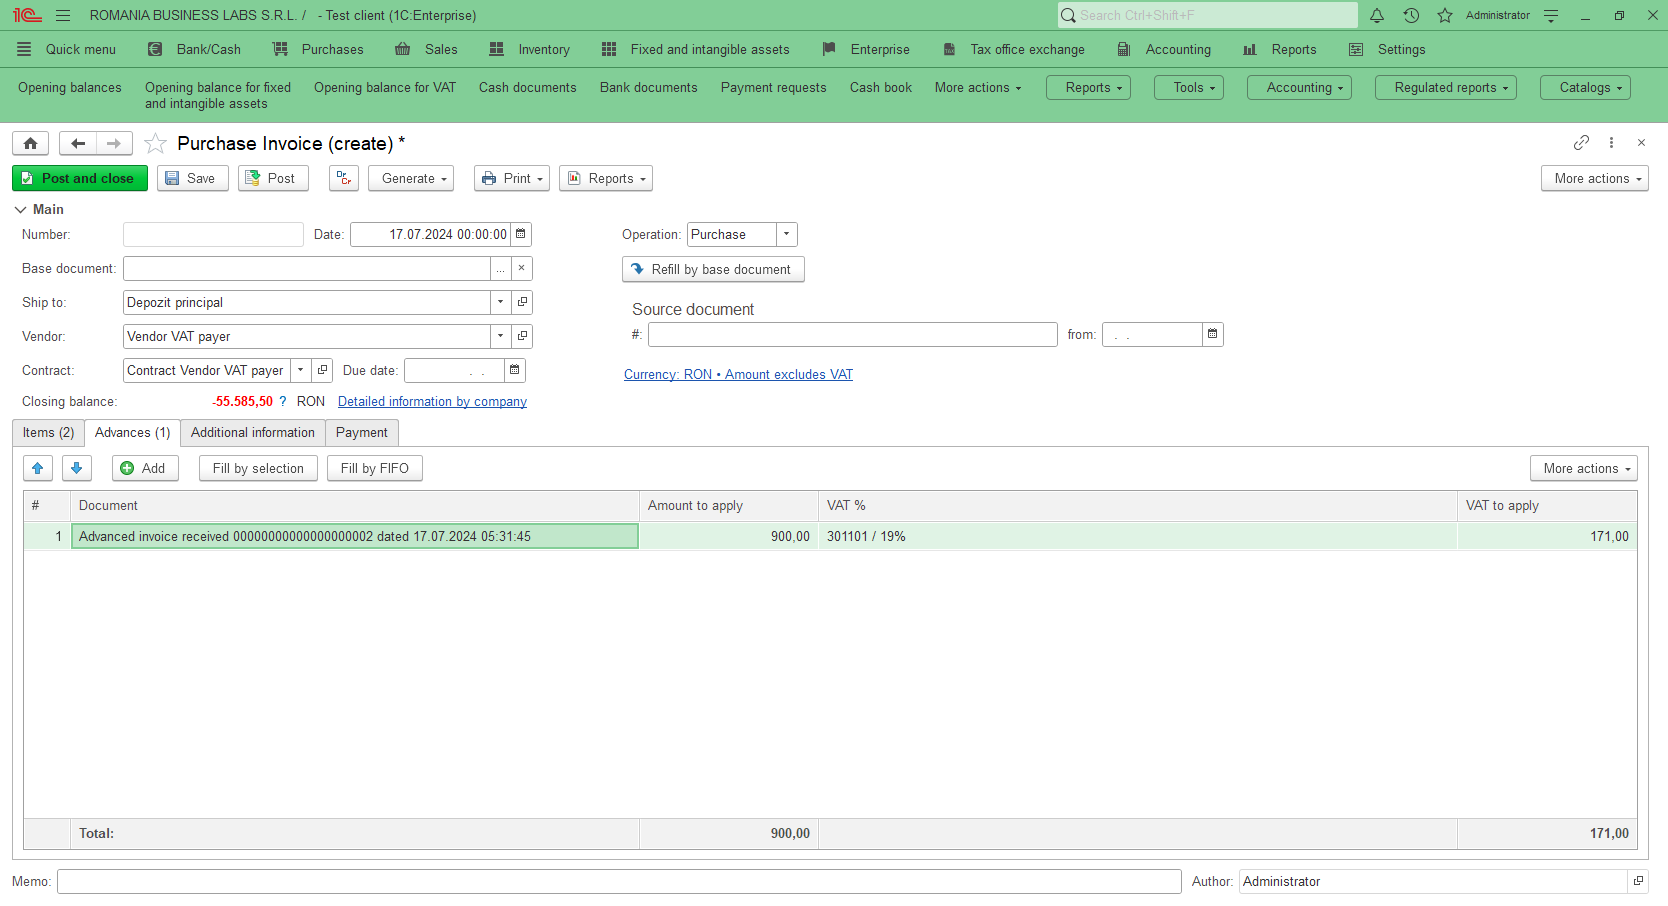 ROMANIA BUSINESS LABS S.R.L. / - Test client (1C:Enterprise)
Search Ctrl+Shift+F
Administrator
Quick menu Bank/Cash Purchases Sales Inventory Fixed and intangible assets Enterprise Tax office exchange Accounting Reports Settings
Opening balances Opening balance for fixed and intangible assets Opening balance for VAT Cash documents Bank documents Payment requests Cash book More actions Reports Tools Accounting Regulated reports Catalogs
Purchase Invoice (create) *
Post and close Save Post Dr Cr Generate Print Reports More actions
Main
Number: Date: 17.07.2024 00:00:00 Operation: Purchase
Base document: ... × Refill by base document
Ship to: Depozit principal Source document
Vendor: Vendor VAT payer #: from: . .
Contract: Contract Vendor VAT payer Due date: . . Currency: RON • Amount excludes VAT
Closing balance: -55.585,50 ? RON Detailed information by company
Items (2) Advances (1) Additional information Payment
Add Fill by selection Fill by FIFO More actions
# Document Amount to apply VAT % VAT to apply
1 Advanced invoice received 00000000000000000002 dated 17.07.2024 05:31:45 900,00 301101 / 19% 171,00
Total: 900,00 171,00
Memo: Author: Administrator